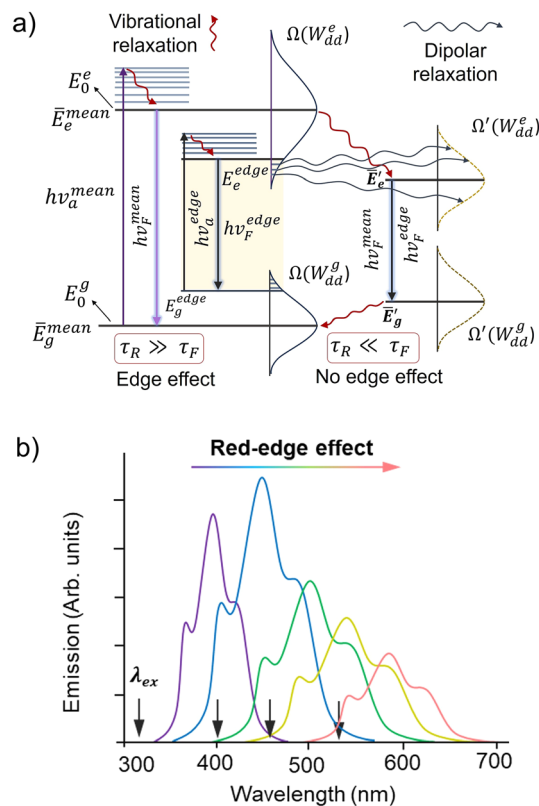 a)
Vibrational
relaxation
Ω(W_dd^e)
Dipolar
relaxation
E_0^e
Ē_e^mean
Ω′(W_dd^e)
E_e^edge
Ē′_e
hν_a^mean
hν_F^mean
hν_a^edge
hν_F^edge
hν_F^mean
hν_F^edge
Ω(W_dd^g)
E_0^g
E_g^edge
Ē_g^mean
Ē′_g
Ω′(W_dd^g)
τ_R ≫ τ_F
τ_R ≪ τ_F
Edge effect
No edge effect
b)
Red-edge effect
Emission (Arb. units)
λ_ex
300 400 500 600 700
Wavelength (nm)